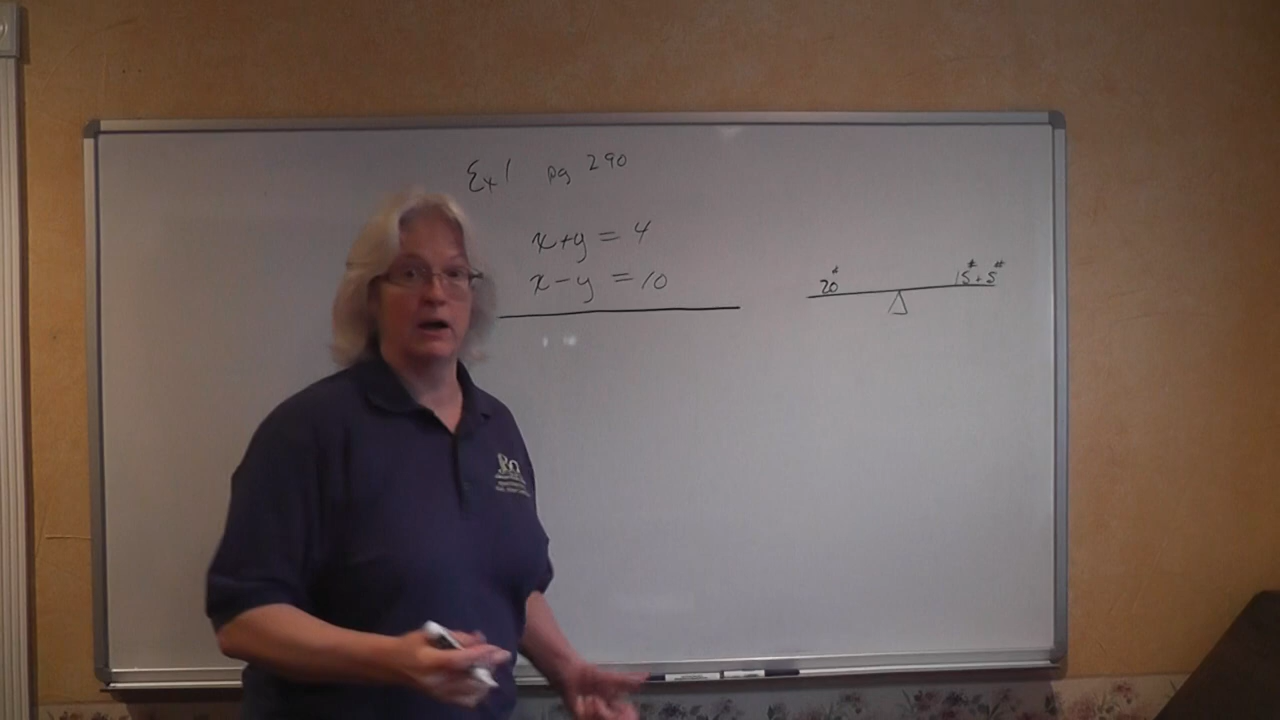 Ex 1 pg 290
x+y = 4
x-y = 10
20# 15#+5#